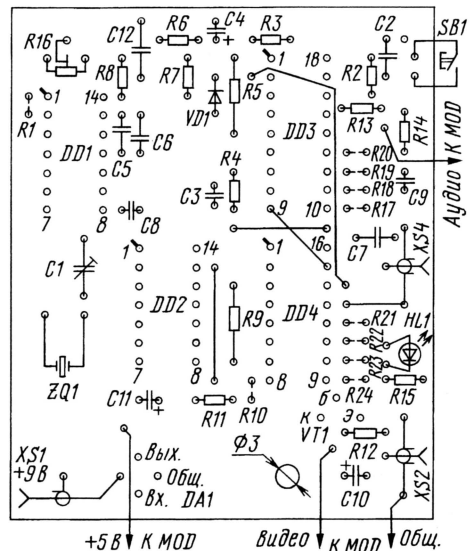 C4
R6
R3
C2
SB1
R16
C12
1
18
R8
R7
R5
R2
VD1
R13
R14
К MOD
Аудио
R1
1
14
DD1
C5
C6
DD3
R4
R20
R19
R18
R17
C3
C9
7
8
C8
9
10
C7
XS4
1
14
1
16
C1
DD2
R9
DD4
R21
R22
R23
HL1
ZQ1
7
8
8
9
R24
R15
C11
R11
R10
б
к
э
VT1
Ф3
R12
XS1
+9 В
Вых.
Общ.
Вх. DA1
C10
XS2
+5 В К MOD
Видео К MOD
Общ.